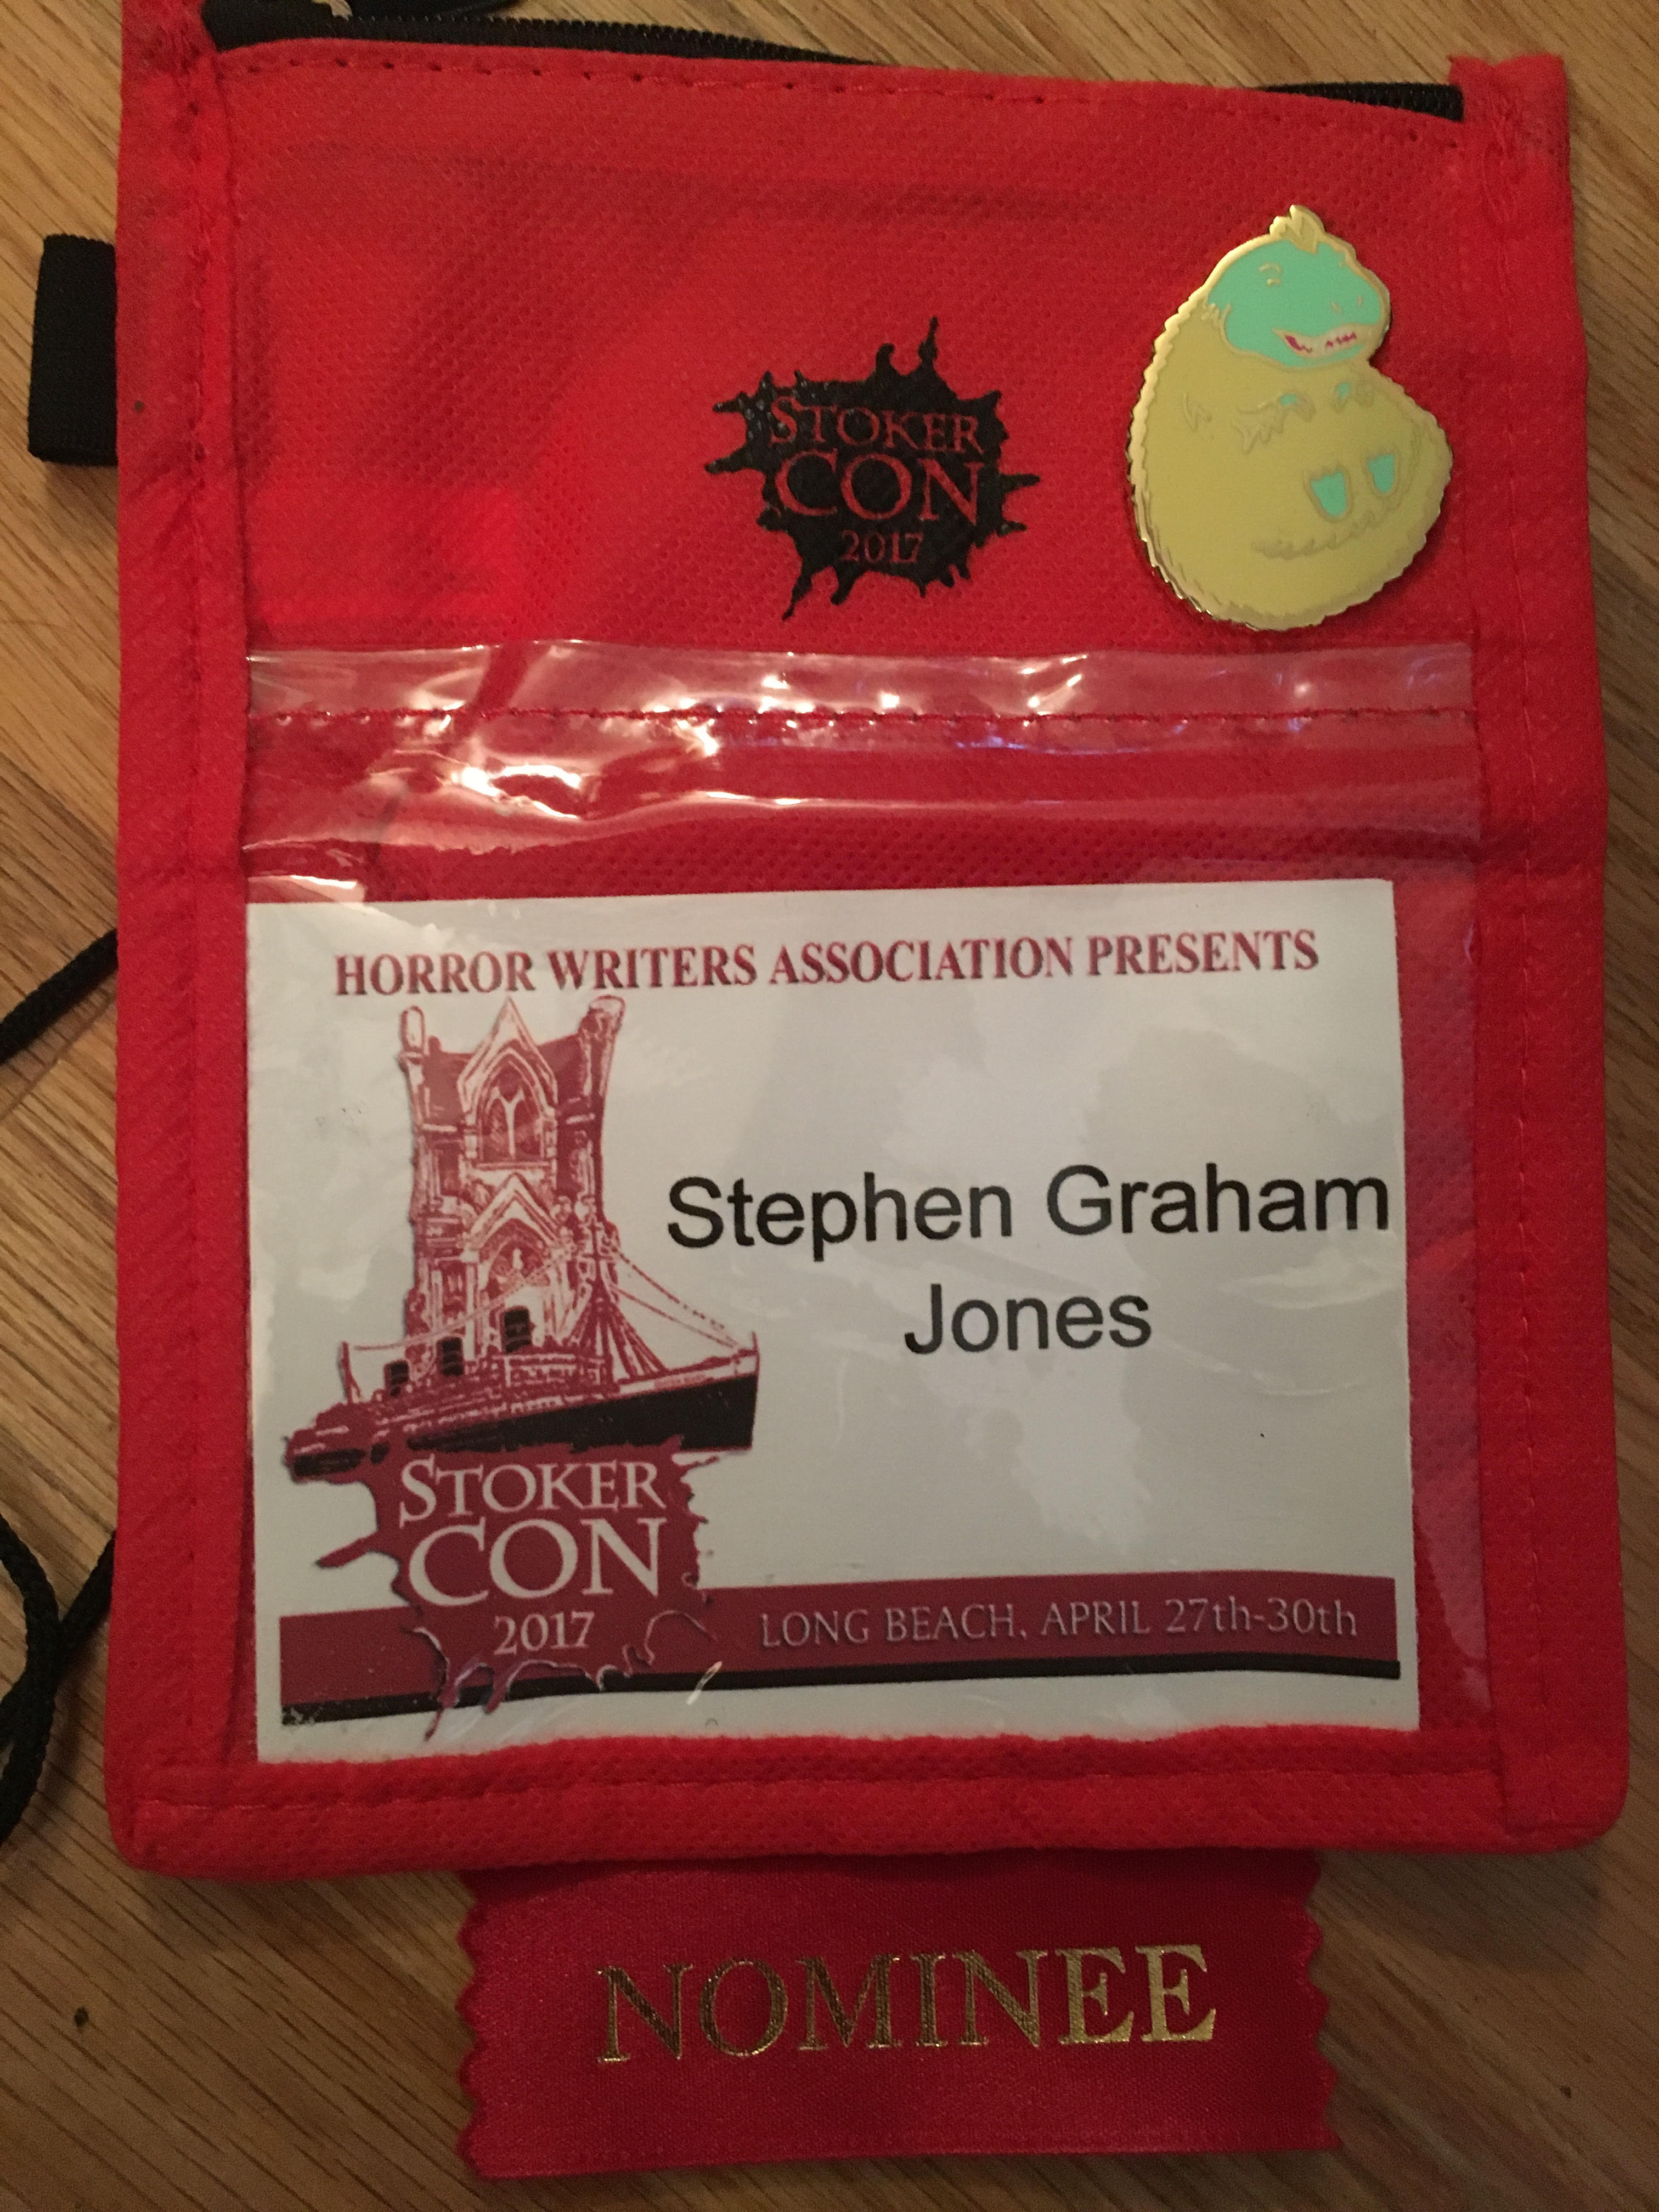 STOKER
CON
2017
HORROR WRITERS ASSOCIATION PRESENTS
Stephen Graham
Jones
STOKER
CON
2017
LONG BEACH, APRIL 27th-30th
NOMINEE